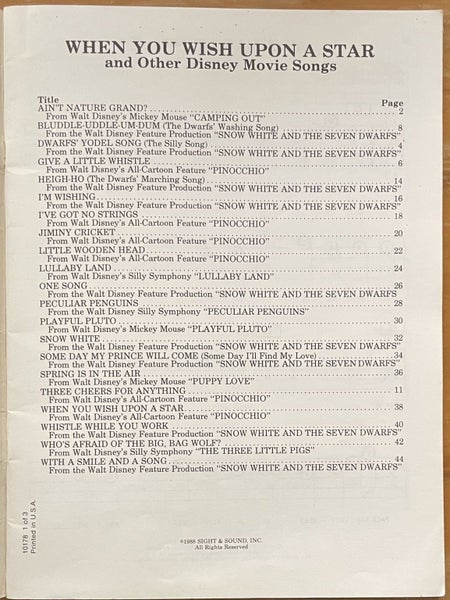 WHEN YOU WISH UPON A STAR
and Other Disney Movie Songs
Title Page
AIN'T NATURE GRAND? 2
From Walt Disney's Mickey Mouse "CAMPING OUT"
BLUDDLE-UDDLE-UM-DUM (The Dwarfs' Washing Song) 8
From the Walt Disney Feature Production "SNOW WHITE AND THE SEVEN DWARFS"
DWARFS' YODEL SONG (The Silly Song) 4
From the Walt Disney Feature Production "SNOW WHITE AND THE SEVEN DWARFS"
GIVE A LITTLE WHISTLE 6
From Walt Disney's All-Cartoon Feature "PINOCCHIO"
HEIGH-HO (The Dwarfs' Marching Song) 14
From the Walt Disney Feature Production "SNOW WHITE AND THE SEVEN DWARFS"
I'M WISHING 16
From the Walt Disney Feature Production "SNOW WHITE AND THE SEVEN DWARFS"
I'VE GOT NO STRINGS 18
From Walt Disney's All-Cartoon Feature "PINOCCHIO"
JIMINY CRICKET 20
From Walt Disney's All-Cartoon Feature "PINOCCHIO"
LITTLE WOODEN HEAD 22
From Walt Disney's All-Cartoon Feature "PINOCCHIO"
LULLABY LAND 24
From Walt Disney's Silly Symphony "LULLABY LAND"
ONE SONG 26
From the Walt Disney Feature Production "SNOW WHITE AND THE SEVEN DWARFS
PECULIAR PENGUINS 28
From the Walt Disney Silly Symphony "PECULIAR PENGUINS"
PLAYFUL PLUTO 30
From Walt Disney's Mickey Mouse "PLAYFUL PLUTO"
SNOW WHITE 32
From the Walt Disney Feature Production "SNOW WHITE AND THE SEVEN DWARFS"
SOME DAY MY PRINCE WILL COME (Some Day I'll Find My Love) 34
From the Walt Disney Feature Production "SNOW WHITE AND THE SEVEN DWARFS"
SPRING IS IN THE AIR 36
From Walt Disney's Mickey Mouse "PUPPY LOVE"
THREE CHEERS FOR ANYTHING 11
From Walt Disney's All-Cartoon Feature "PINOCCHIO"
WHEN YOU WISH UPON A STAR 38
From Walt Disney's All-Cartoon Feature "PINOCCHIO"
WHISTLE WHILE YOU WORK 40
From the Walt Disney Feature Production "SNOW WHITE AND THE SEVEN DWARFS"
WHO'S AFRAID OF THE BIG, BAG WOLF? 42
From Walt Disney's Silly Symphony "THE THREE LITTLE PIGS"
WITH A SMILE AND A SONG 44
From the Walt Disney Feature Production "SNOW WHITE AND THE SEVEN DWARFS"
10178 1 of 3
Printed in U.S.A.
©1988 SIGHT & SOUND, INC.
All Rights Reserved